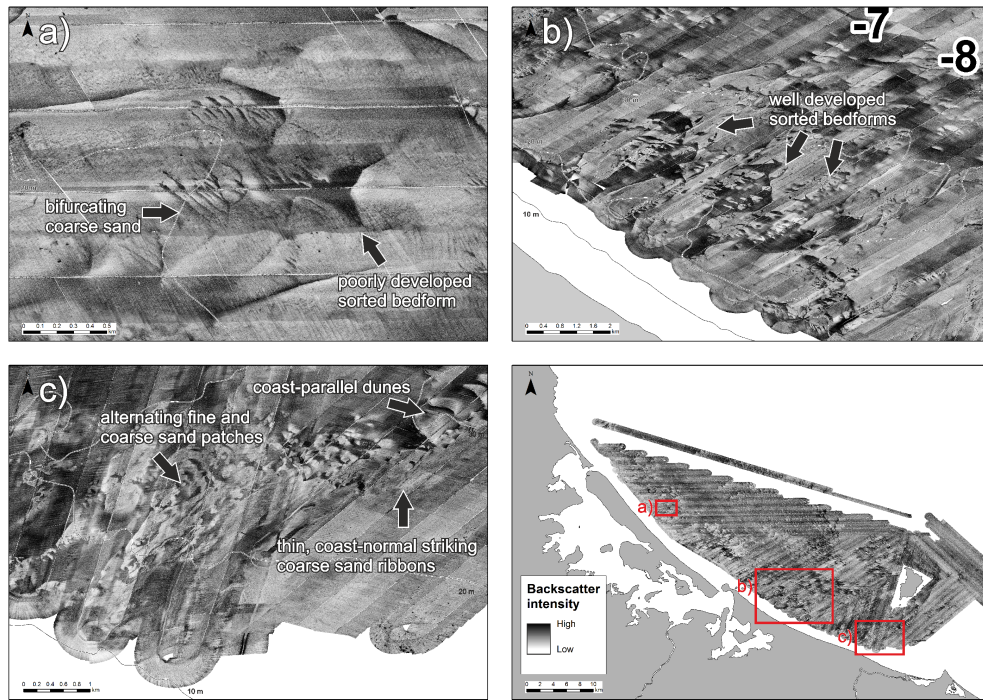 N
a)
bifurcating
coarse sand
poorly developed
sorted bedform
0 0.1 0.2 0.3 0.4 0.5
km
N
b)
-7
-8
well developed
sorted bedforms
10 m
0 0.4 0.8 1.2 1.6 2
km
N
c)
coast-parallel dunes
alternating fine and
coarse sand patches
thin, coast-normal striking
coarse sand ribbons
20 m
10 m
0 0.2 0.4 0.6 0.8 1
km
N
a)
b)
c)
Backscatter
intensity
High
Low
0 2 4 6 8 10
km